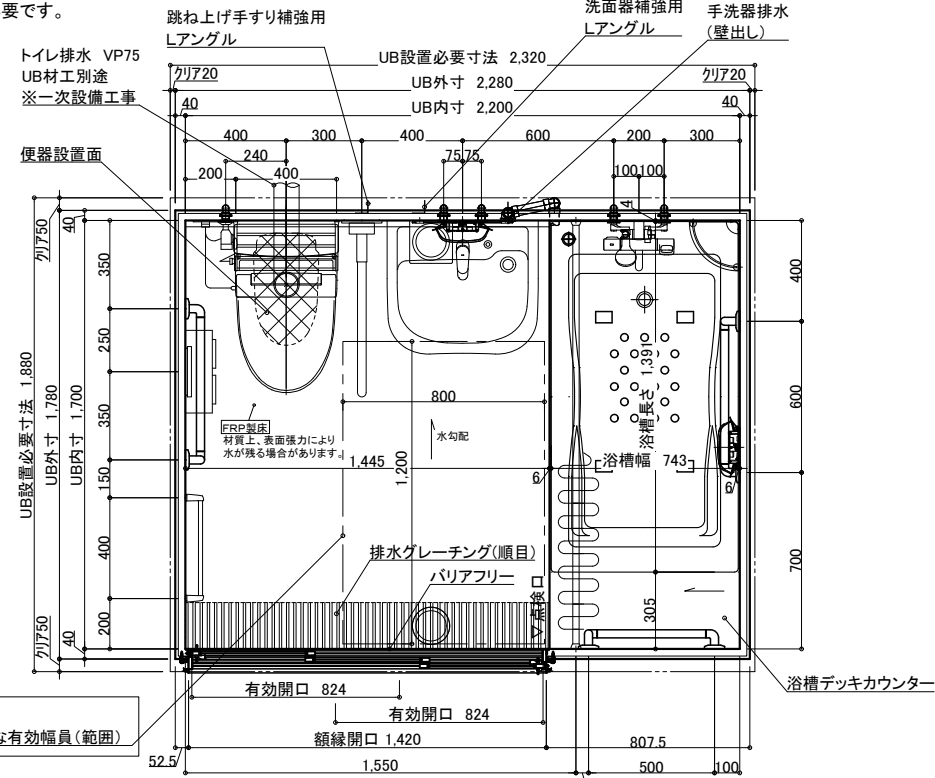 要です。
跳ね上げ手すり補強用
Lアングル
洗面器補強用
Lアングル
手洗器排水
(壁出し)
トイレ排水 VP75
UB材工別途
※一次設備工事
便器設置面
UB設置必要寸法 2,320
クリア20
UB外寸 2,280
クリア20
40
UB内寸 2,200
40
400
300
400
600
200
300
240
75 75
100 100
200
400
4
クリア50
40
350
250
350
150
400
200
クリア50
40
UB設置必要寸法 1,880
UB外寸 1,780
UB内寸 1,700
400
600
700
浴槽長さ 1,391
浴槽幅 743
800
FRP製床
材質上、表面張力により
水が残る場合があります。
水勾配
1,445
1,200
6
6
排水グレーチング(順目)
バリアフリー
▽点検口
305
浴槽デッキカウンター
有効開口 824
有効開口 824
な有効幅員(範囲)
額縁開口 1,420
807.5
52.5
1,550
500
100